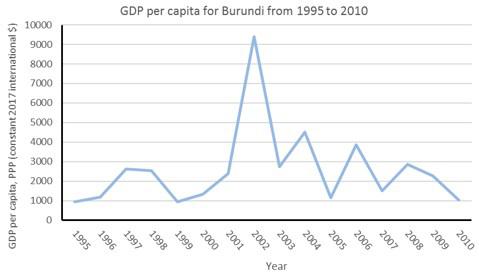 GDP per capita for Burundi from 1995 to 2010
GDP per capita, PPP (constant 2017 international $)
10000
9000
8000
7000
6000
5000
4000
3000
2000
1000
0
1995 1996 1997 1998 1999 2000 2001 2002 2003 2004 2005 2006 2007 2008 2009 2010
Year